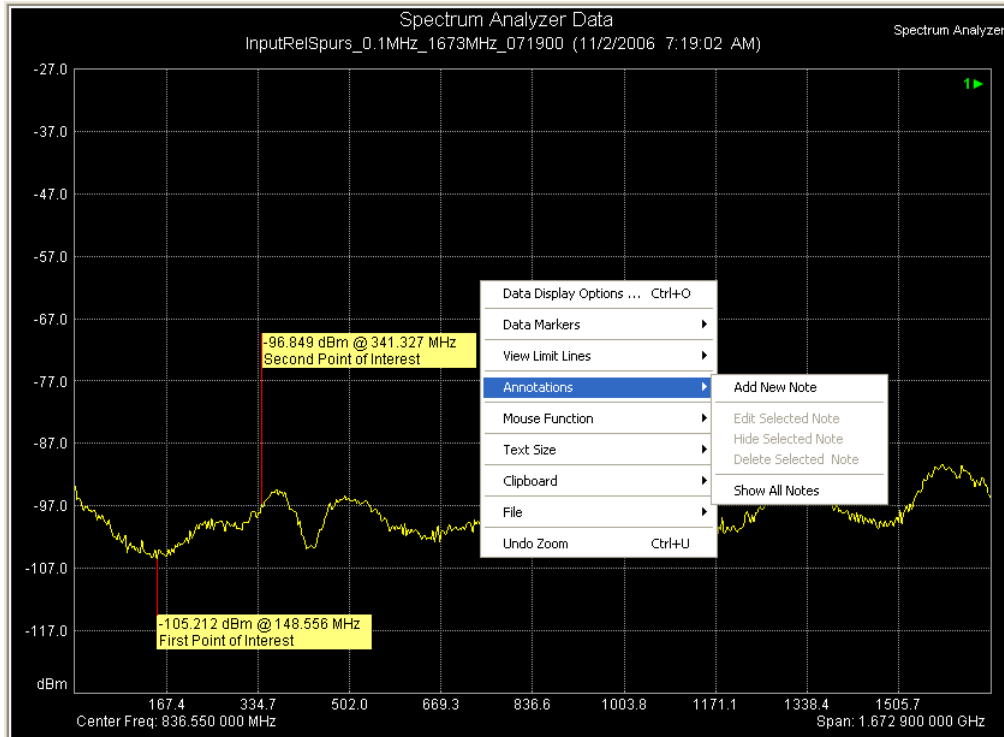 Spectrum Analyzer Data
InputRelSpurs_0.1MHz_1673MHz_071900 (11/2/2006 7:19:02 AM)
Spectrum Analyzer
-27.0
1
-37.0
-47.0
-57.0
-67.0
-77.0
-87.0
-97.0
-107.0
-117.0
dBm
-96.849 dBm @ 341.327 MHz
Second Point of Interest
-105.212 dBm @ 148.556 MHz
First Point of Interest
Data Display Options ... Ctrl+O
Data Markers
View Limit Lines
Annotations
Mouse Function
Text Size
Clipboard
File
Undo Zoom Ctrl+U
Add New Note
Edit Selected Note
Hide Selected Note
Delete Selected Note
Show All Notes
167.4 334.7 502.0 669.3 836.6 1003.8 1171.1 1338.4 1505.7
Center Freq: 836.550 000 MHz Span: 1.672 900 000 GHz